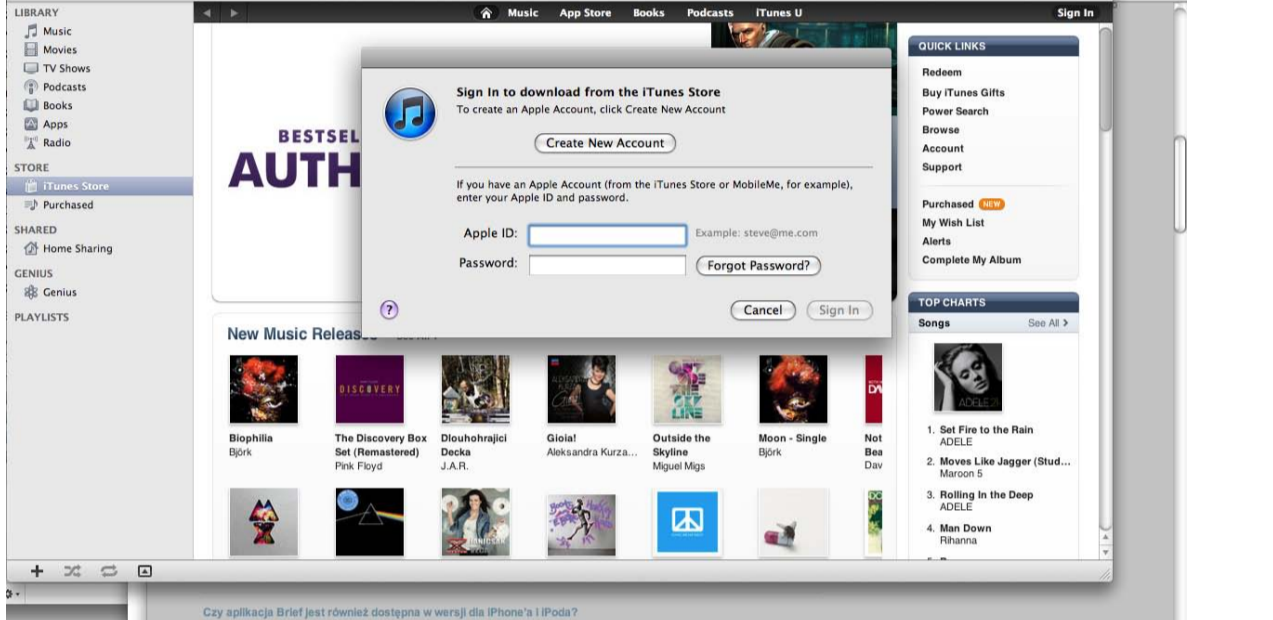 LIBRARY
Music
Movies
TV Shows
Podcasts
Books
Apps
Radio
STORE
iTunes Store
Purchased
SHARED
Home Sharing
GENIUS
Genius
PLAYLISTS
Music App Store Books Podcasts iTunes U Sign In
BESTSEL
AUTH
Sign In to download from the iTunes Store
To create an Apple Account, click Create New Account
Create New Account
If you have an Apple Account (from the iTunes Store or MobileMe, for example),
enter your Apple ID and password.
Apple ID:
Example: steve@me.com
Password:
Forgot Password?
?
Cancel
Sign In
QUICK LINKS
Redeem
Buy iTunes Gifts
Power Search
Browse
Account
Support
Purchased NEW
My Wish List
Alerts
Complete My Album
New Music Releas
DISCOVERY
OUT
SKY
LINE
Biophilia
Björk
The Discovery Box
Set (Remastered)
Pink Floyd
Dlouhohrajici
Decka
J.A.R.
Gioia!
Aleksandra Kurza...
Outside the
Skyline
Miguel Migs
Moon - Single
Björk
Not
Bea
Dav
TOP CHARTS
Songs See All >
ADELE 21
1. Set Fire to the Rain
ADELE
2. Moves Like Jagger (Stud...
Maroon 5
3. Rolling In the Deep
ADELE
4. Man Down
Rihanna
Czy aplikacja Brief jest również dostępna w wersji dla iPhone'a i iPoda?